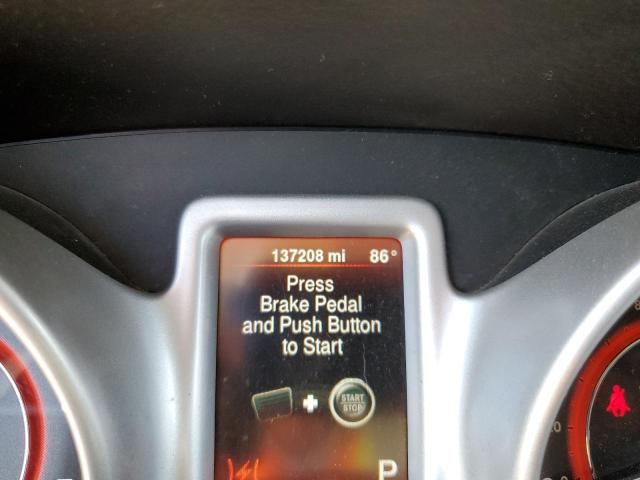 137208 mi 86°
Press
Brake Pedal
and Push Button
to Start
START
STOP
P